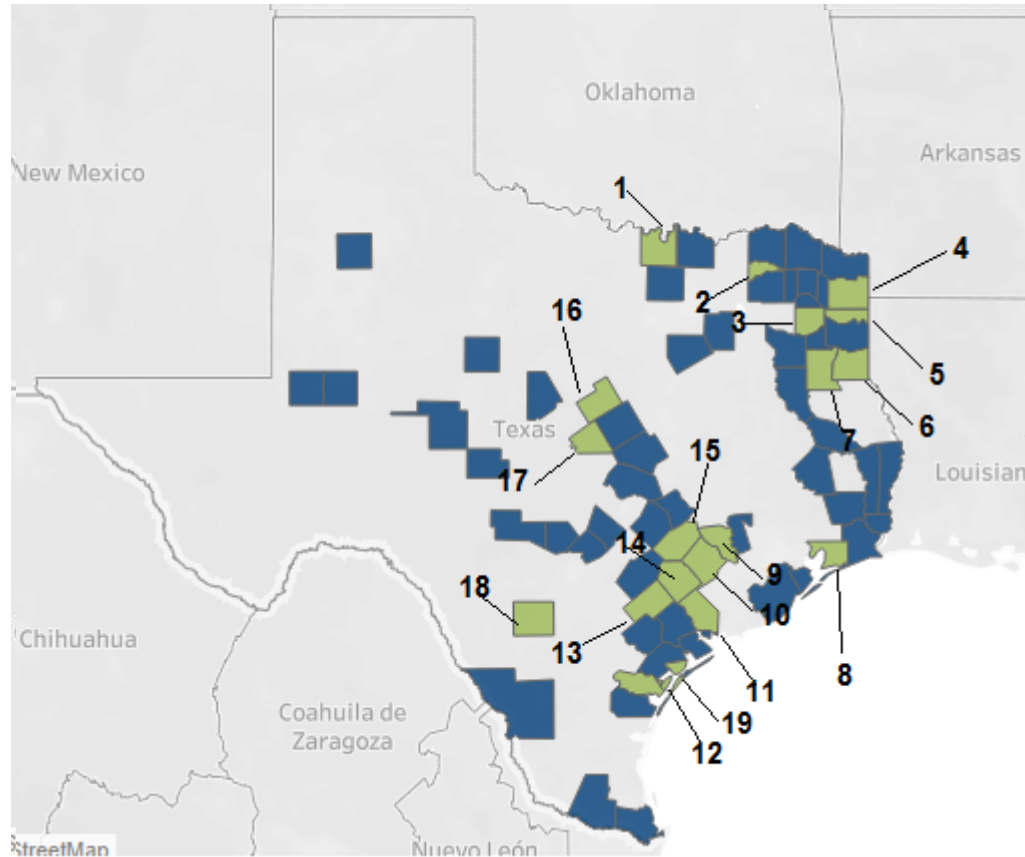 Oklahoma
Arkansas
New Mexico
1
4
2
3
16
5
Texas
15
7
6
17
Louisian
14
9
18
10
13
8
Chihuahua
11
19
Coahuila de
Zaragoza
12
StreetMap
Nuevo León